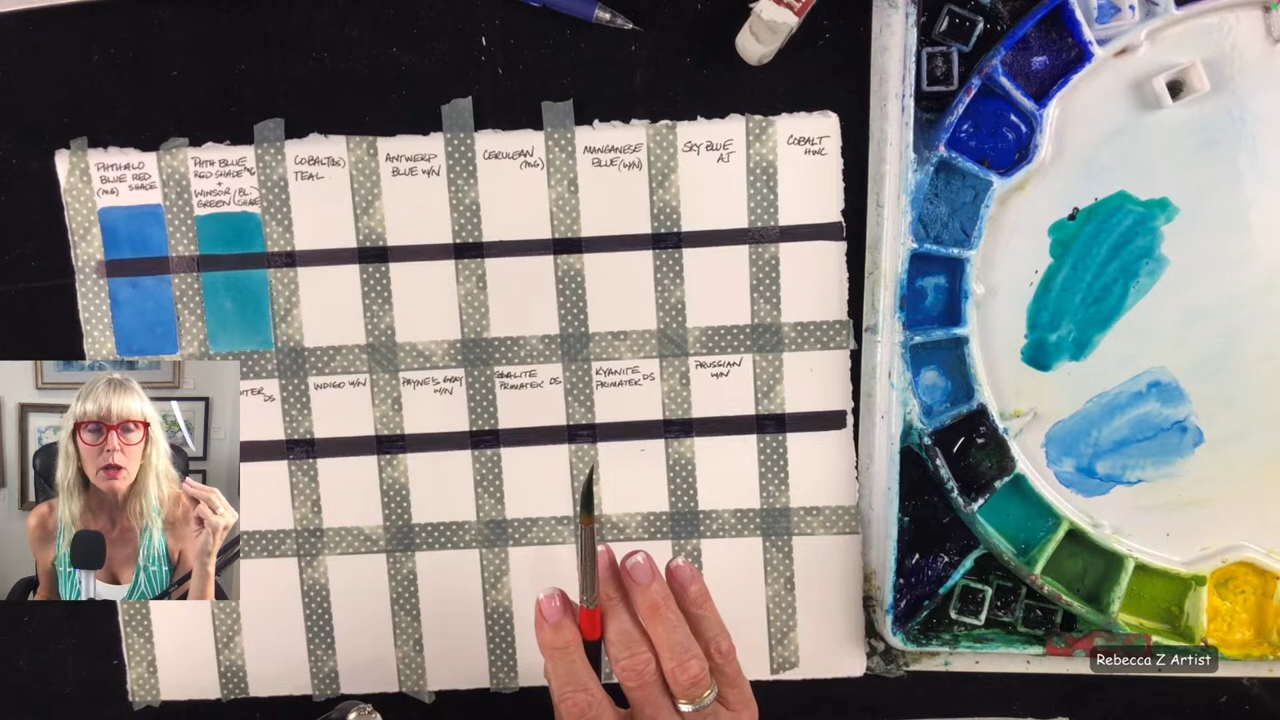 PHTHALO
BLUE RED
(MG) SHADE
PHTH BLUE
RED SHADE MG
+
WINSOR (BL.
GREEN SHADE)
COBALT (DS)
TEAL.
ANTWERP
BLUE W/N
CERULEAN
(MG)
MANGANESE
BLUE (W/N)
SKY BLUE
AJ
COBALT
HWC
DS
INDIGO W/N
PAYNE'S GRAY
W/N
PRIMATEK DS
KYANITE
PRIMATEK DS
PRUSSIAN
W/N
Rebecca Z Artist